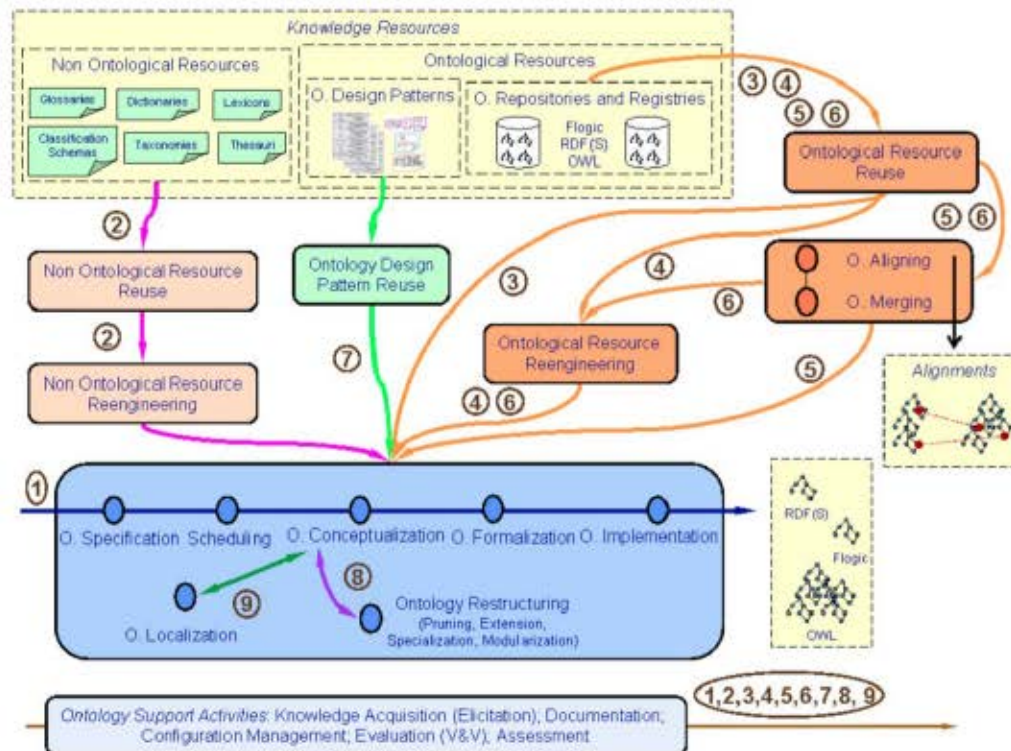 Knowledge Resources
Non Ontological Resources
Glossaries
Dictionaries
Lexicons
Classification
Schemas
Taxonomies
Thesauri
Ontological Resources
O. Design Patterns
O. Repositories and Registries
Flogic
RDF(S)
OWL
3 4
5 6
Ontological Resource
Reuse
5 6
2
Non Ontological Resource
Reuse
Ontology Design
Pattern Reuse
3
4
6
O. Aligning
O. Merging
2
7
Ontological Resource
Reengineering
5
Non Ontological Resource
Reengineering
4 6
Alignments
1
O. Specification
Scheduling
O. Conceptualization
O. Formalization
O. Implementation
RDF(S)
Flogic
OWL
9
8
O. Localization
Ontology Restructuring
(Pruning, Extension,
Specialization, Modularization)
1,2,3,4,5,6,7,8, 9
Ontology Support Activities: Knowledge Acquisition (Elicitation); Documentation;
Configuration Management; Evaluation (V&V); Assessment